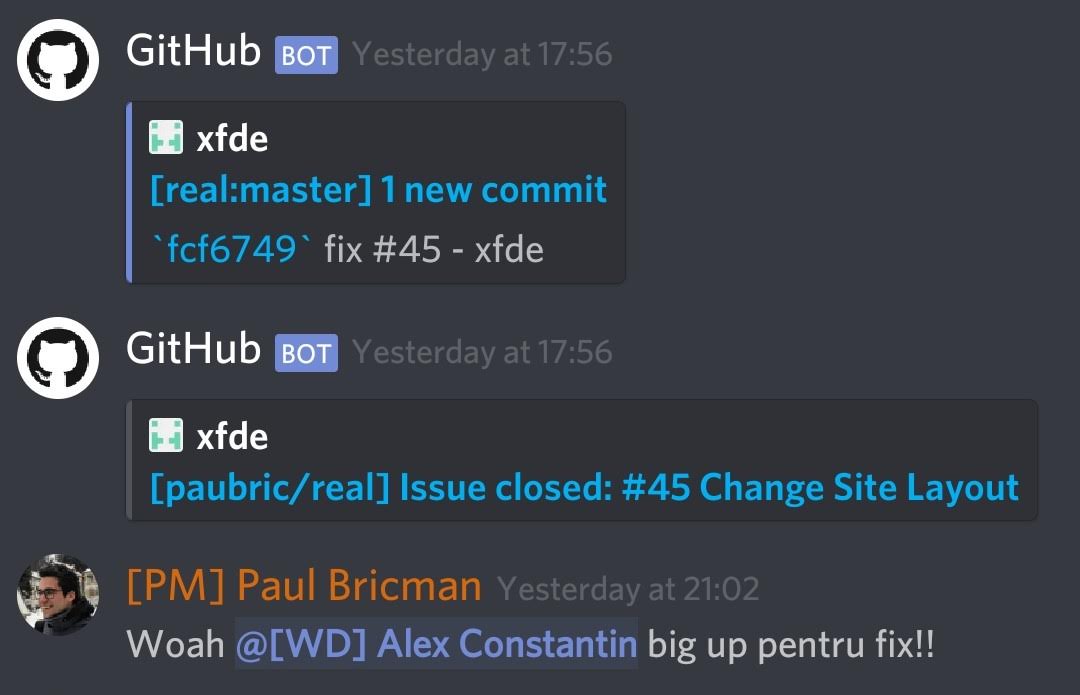 GitHub BOT Yesterday at 17:56
xfde
[real:master] 1 new commit
`fcf6749` fix #45 - xfde
GitHub BOT Yesterday at 17:56
xfde
[paubric/real] Issue closed: #45 Change Site Layout
[PM] Paul Bricman Yesterday at 21:02
Woah @[WD] Alex Constantin big up pentru fix!!